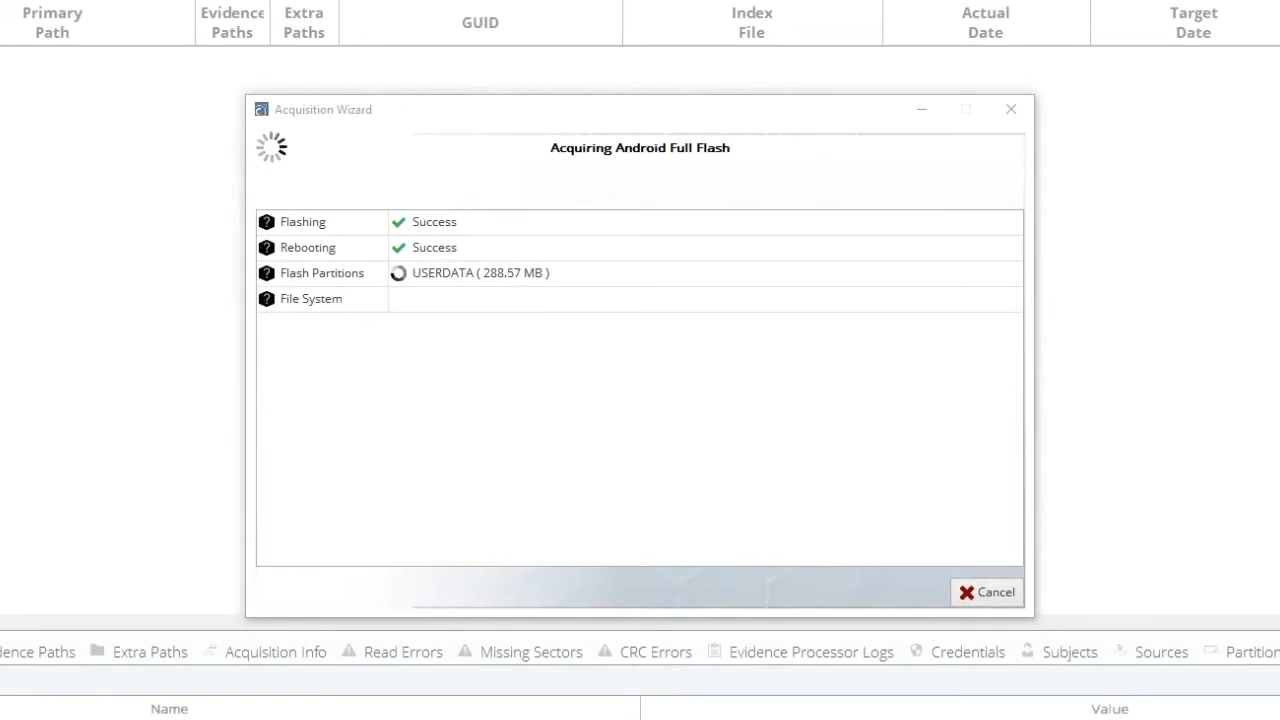 Primary Path
Evidence Paths
Extra Paths
GUID
Index File
Actual Date
Target Date
Acquisition Wizard
Acquiring Android Full Flash
Flashing Success
Rebooting Success
Flash Partitions USERDATA ( 288.57 MB )
File System
Cancel
dence Paths Extra Paths Acquisition Info Read Errors Missing Sectors CRC Errors Evidence Processor Logs Credentials Subjects Sources Partition
Name Value